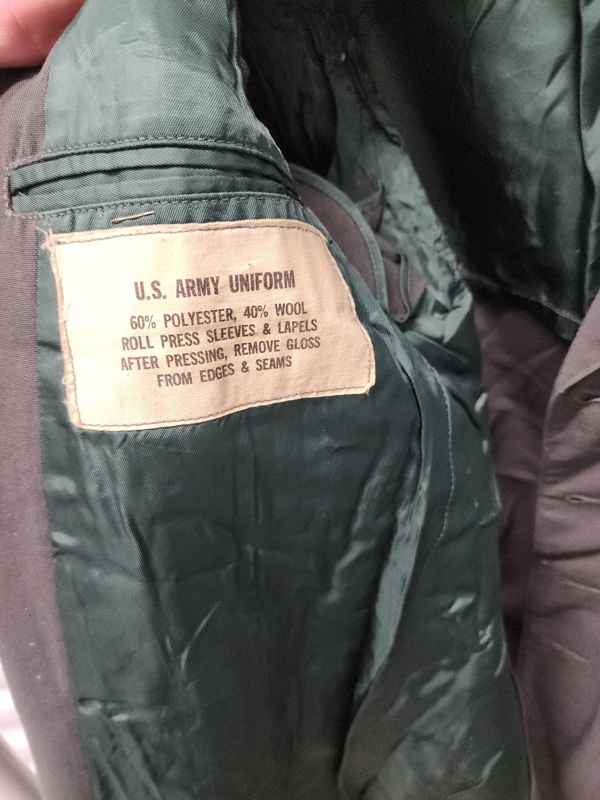 U.S. ARMY UNIFORM
60% POLYESTER, 40% WOOL
ROLL PRESS SLEEVES & LAPELS
AFTER PRESSING, REMOVE GLOSS
FROM EDGES & SEAMS